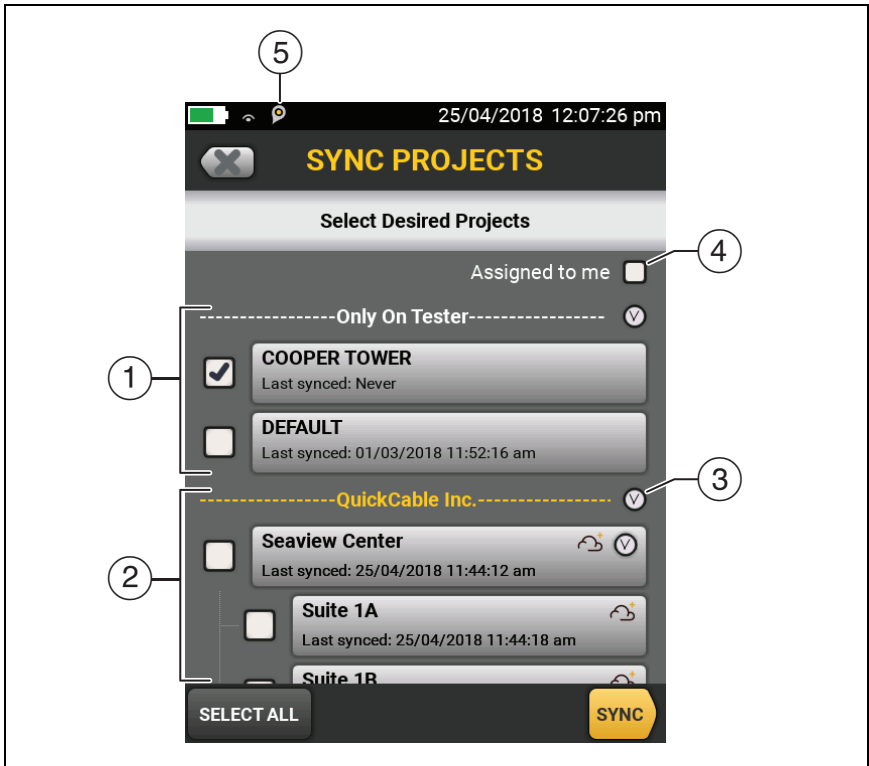 5
25/04/2018 12:07:26 pm
SYNC PROJECTS
Select Desired Projects
Assigned to me
4
Only On Tester
1
COOPER TOWER
Last synced: Never
DEFAULT
Last synced: 01/03/2018 11:52:16 am
3
QuickCable Inc.
2
Seaview Center
Last synced: 25/04/2018 11:44:12 am
Suite 1A
Last synced: 25/04/2018 11:44:18 am
Suite 1B
SELECT ALL
SYNC